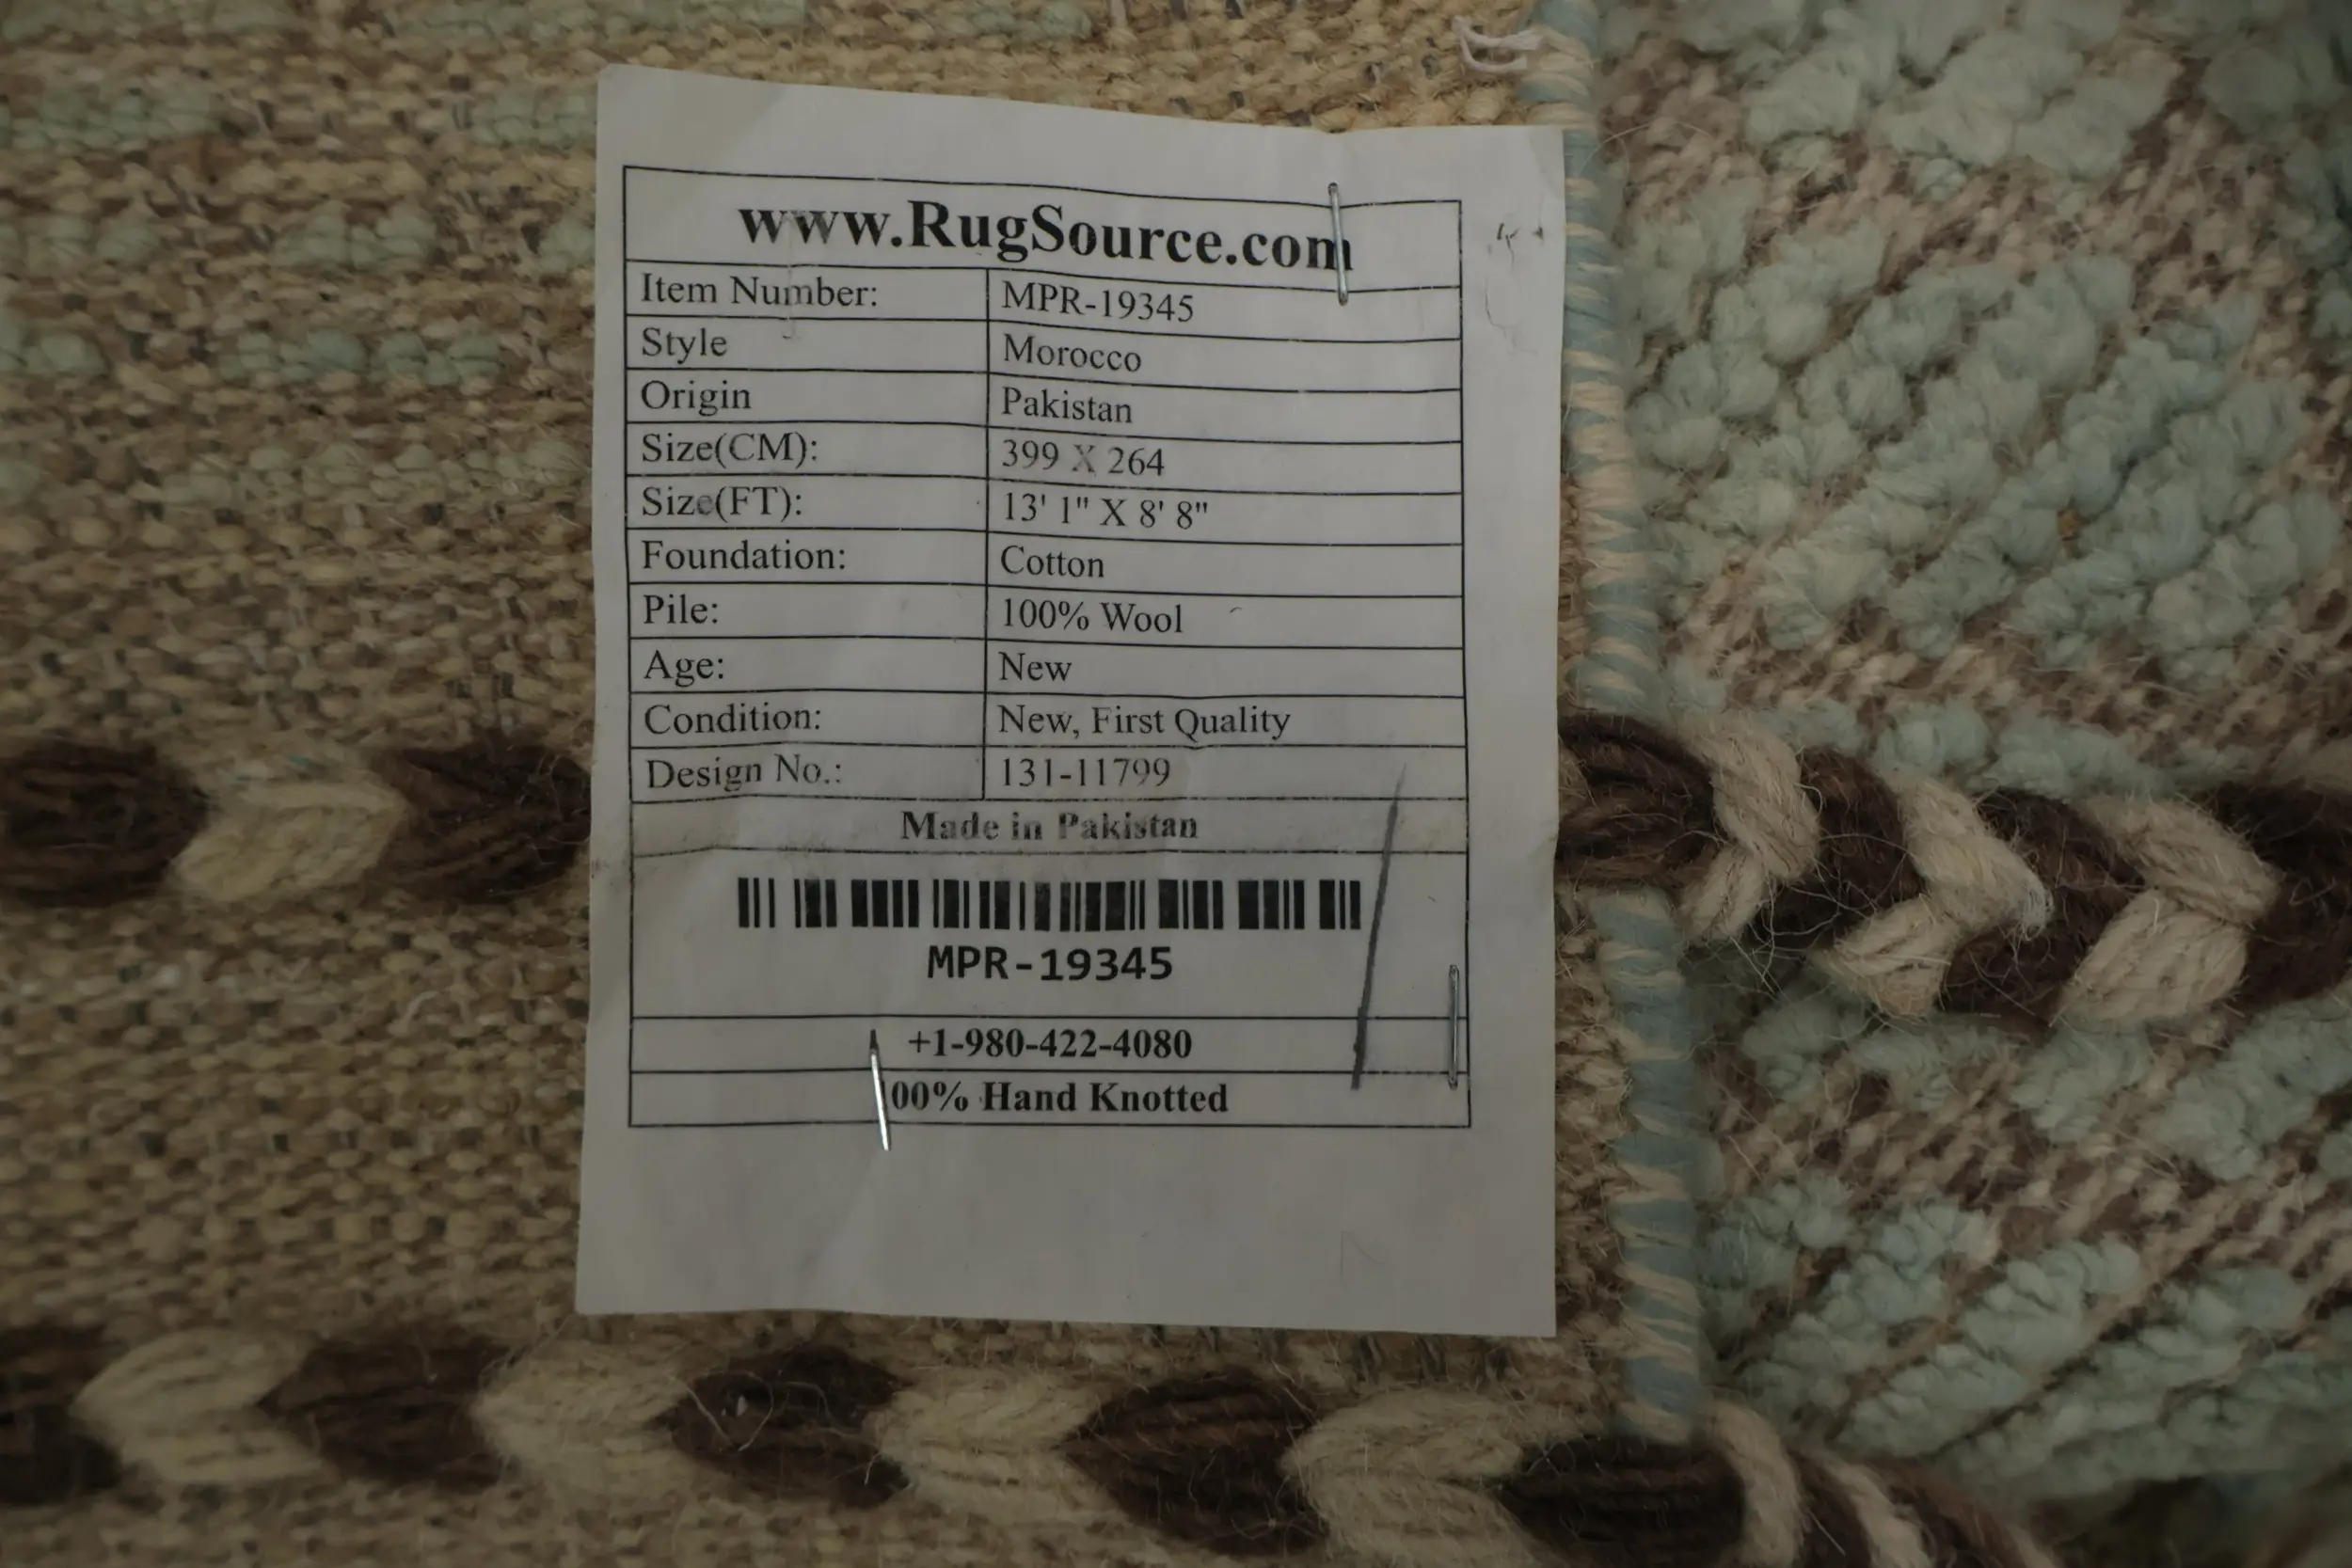 www.RugSource.com
Item Number: MPR-19345
Style Morocco
Origin Pakistan
Size(CM): 399 X 264
Size(FT): 13' 1" X 8' 8"
Foundation: Cotton
Pile: 100% Wool
Age: New
Condition: New, First Quality
Design No.: 131-11799
Made in Pakistan
MPR-19345
+1-980-422-4080
100% Hand Knotted